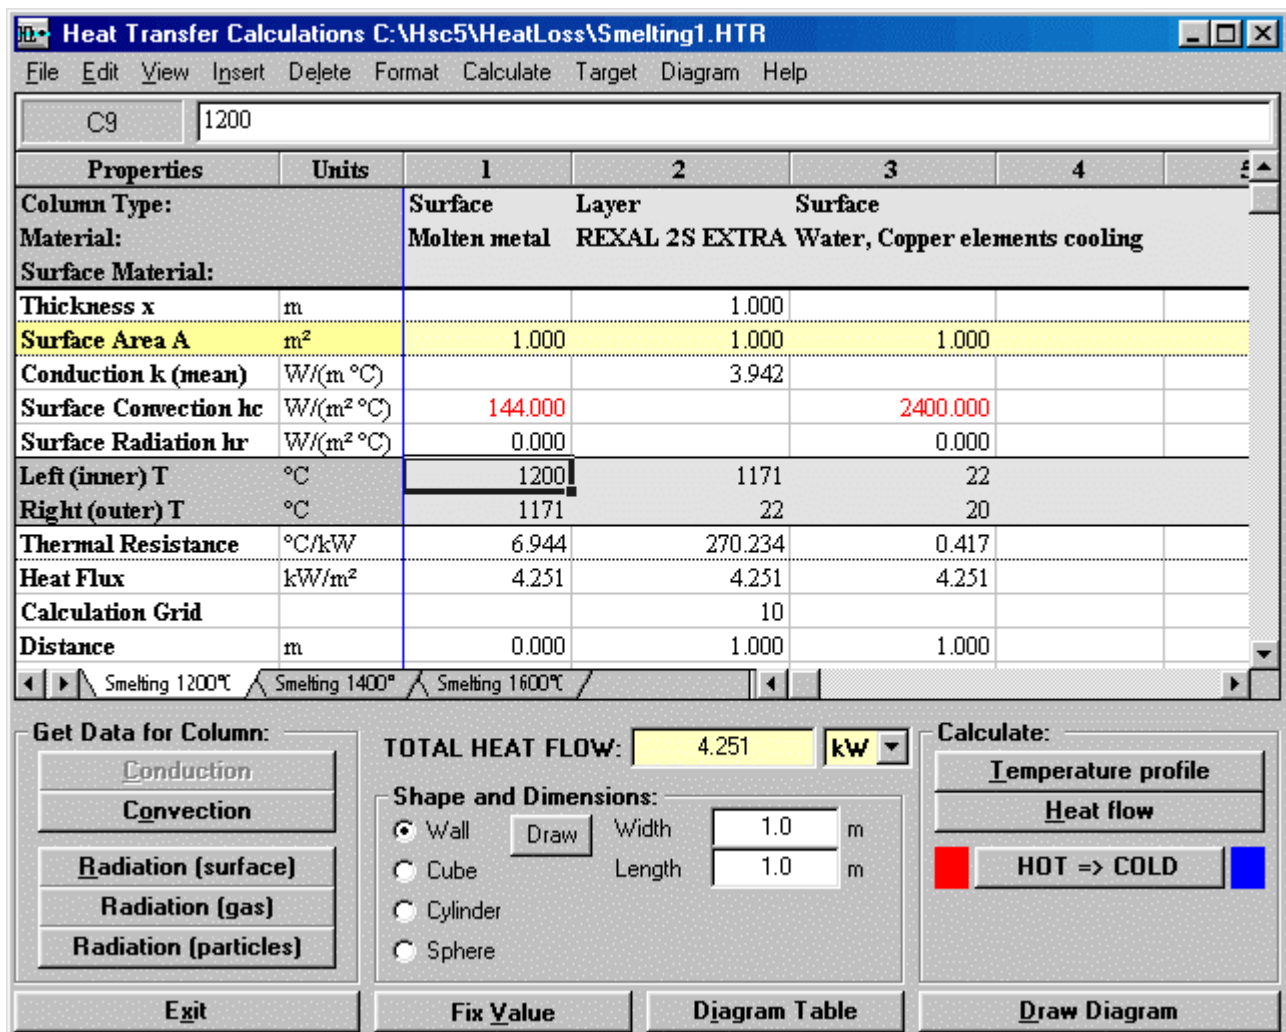 Heat Transfer Calculations C:\Hsc5\HeatLoss\Smelting1.HTR
File Edit View Insert Delete Format Calculate Target Diagram Help
C9 1200
Properties Units 1 2 3 4 5
Column Type: Surface Layer Surface
Material: Molten metal REXAL 2S EXTRA Water, Copper elements cooling
Surface Material:
Thickness x m 1.000
Surface Area A m² 1.000 1.000 1.000
Conduction k (mean) W/(m °C) 3.942
Surface Convection hc W/(m² °C) 144.000 2400.000
Surface Radiation hr W/(m² °C) 0.000 0.000
Left (inner) T °C 1200 1171 22
Right (outer) T °C 1171 22 20
Thermal Resistance °C/kW 6.944 270.234 0.417
Heat Flux kW/m² 4.251 4.251 4.251
Calculation Grid 10
Distance m 0.000 1.000 1.000
Smelting 1200℃ Smelting 1400° Smelting 1600℃
Get Data for Column:
Conduction
Convection
Radiation (surface)
Radiation (gas)
Radiation (particles)
TOTAL HEAT FLOW: 4.251 kW
Shape and Dimensions:
Wall Draw Width 1.0 m
Cube Length 1.0 m
Cylinder
Sphere
Calculate:
Temperature profile
Heat flow
HOT => COLD
Exit Fix Value Diagram Table Draw Diagram